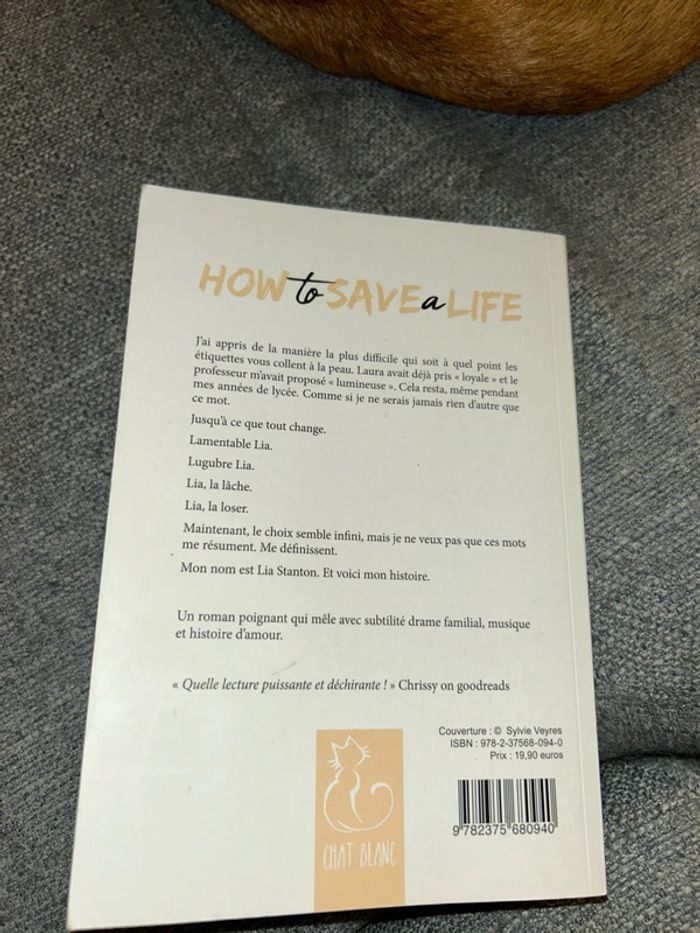 HOW to SAVE a LIFE
J'ai appris de la manière la plus difficile qui soit à quel point les
étiquettes vous collent à la peau. Laura avait déjà pris « loyale » et le
professeur m'avait proposé « lumineuse ». Cela resta, même pendant
mes années de lycée. Comme si je ne serais jamais rien d'autre que
ce mot.
Jusqu'à ce que tout change.
Lamentable Lia.
Lugubre Lia.
Lia, la lâche.
Lia, la loser.
Maintenant, le choix semble infini, mais je ne veux pas que ces mots
me résument. Me définissent.
Mon nom est Lia Stanton. Et voici mon histoire.
Un roman poignant qui mêle avec subtilité drame familial, musique
et histoire d'amour.
« Quelle lecture puissante et déchirante ! » Chrissy on goodreads
Couverture : © Sylvie Veyres
ISBN : 978-2-37568-094-0
Prix : 19,90 euros
9 782375 680940
CHAT BLANC